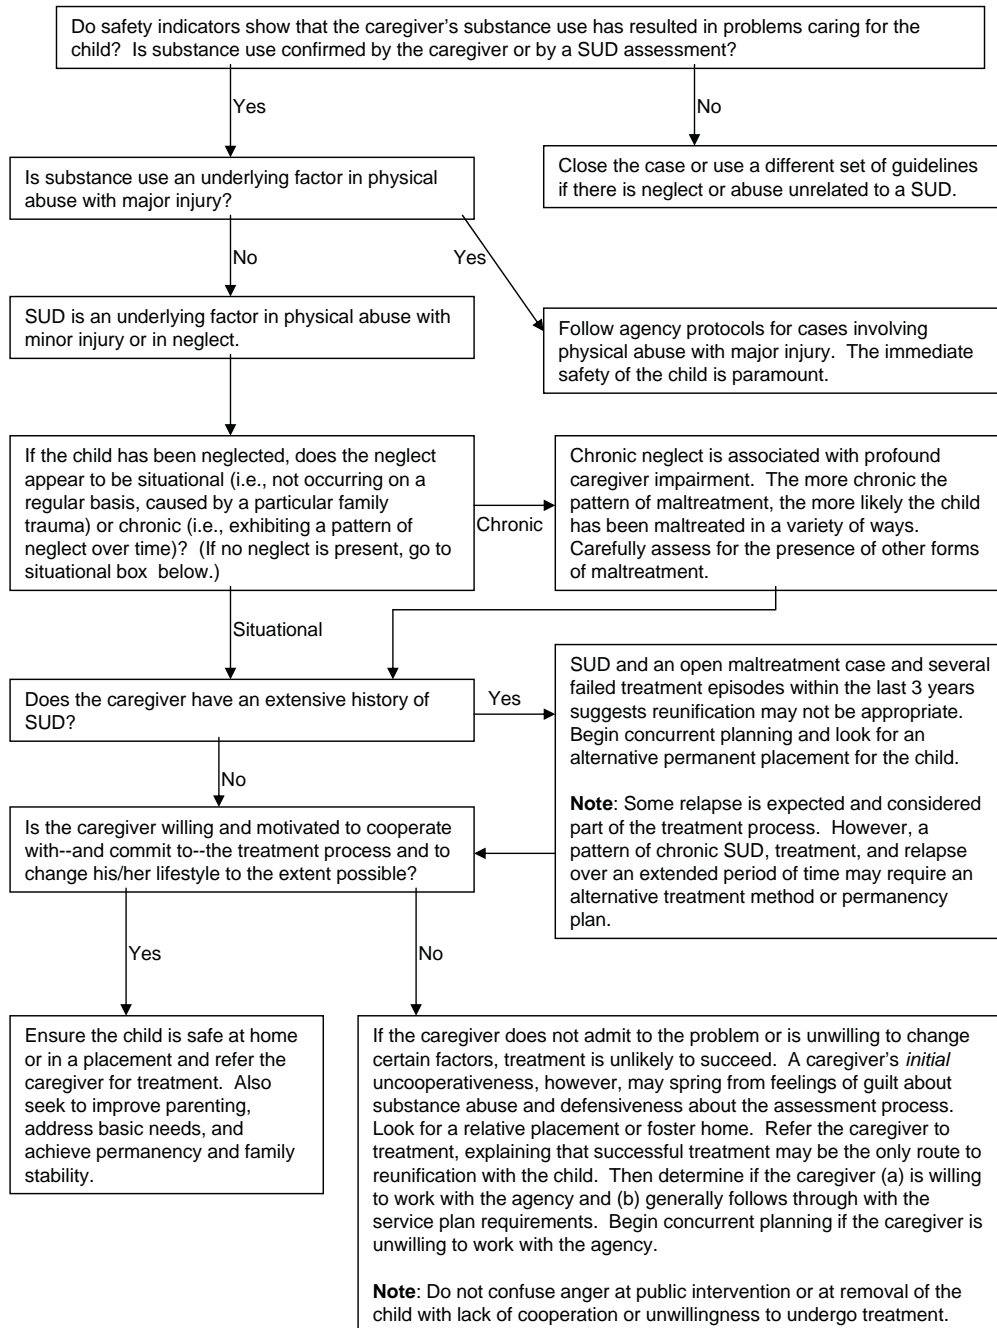 Do safety indicators show that the caregiver's substance use has resulted in problems caring for the
child?  Is substance use confirmed by the caregiver or by a SUD assessment?
Yes
No
Is substance use an underlying factor in physical
abuse with major injury?
Close the case or use a different set of guidelines
if there is neglect or abuse unrelated to a SUD.
No
Yes
SUD is an underlying factor in physical abuse with
minor injury or in neglect.
Follow agency protocols for cases involving
physical abuse with major injury.  The immediate
safety of the child is paramount.
If the child has been neglected, does the neglect
appear to be situational (i.e., not occurring on a
regular basis, caused by a particular family
trauma) or chronic (i.e., exhibiting a pattern of
neglect over time)?  (If no neglect is present, go to
situational box  below.)
Chronic
Chronic neglect is associated with profound
caregiver impairment.  The more chronic the
pattern of maltreatment, the more likely the child
has been maltreated in a variety of ways.
Carefully assess for the presence of other forms
of maltreatment.
Situational
Does the caregiver have an extensive history of
SUD?
Yes
SUD and an open maltreatment case and several
failed treatment episodes within the last 3 years
suggests reunification may not be appropriate.
Begin concurrent planning and look for an
alternative permanent placement for the child.
Note: Some relapse is expected and considered
part of the treatment process.  However, a
pattern of chronic SUD, treatment, and relapse
over an extended period of time may require an
alternative treatment method or permanency
plan.
No
Is the caregiver willing and motivated to cooperate
with--and commit to--the treatment process and to
change his/her lifestyle to the extent possible?
Yes
No
Ensure the child is safe at home
or in a placement and refer the
caregiver for treatment.  Also
seek to improve parenting,
address basic needs, and
achieve permanency and family
stability.
If the caregiver does not admit to the problem or is unwilling to change
certain factors, treatment is unlikely to succeed.  A caregiver's initial
uncooperativeness, however, may spring from feelings of guilt about
substance abuse and defensiveness about the assessment process.
Look for a relative placement or foster home.  Refer the caregiver to
treatment, explaining that successful treatment may be the only route to
reunification with the child.  Then determine if the caregiver (a) is willing
to work with the agency and (b) generally follows through with the
service plan requirements.  Begin concurrent planning if the caregiver is
unwilling to work with the agency.
Note: Do not confuse anger at public intervention or at removal of the
child with lack of cooperation or unwillingness to undergo treatment.